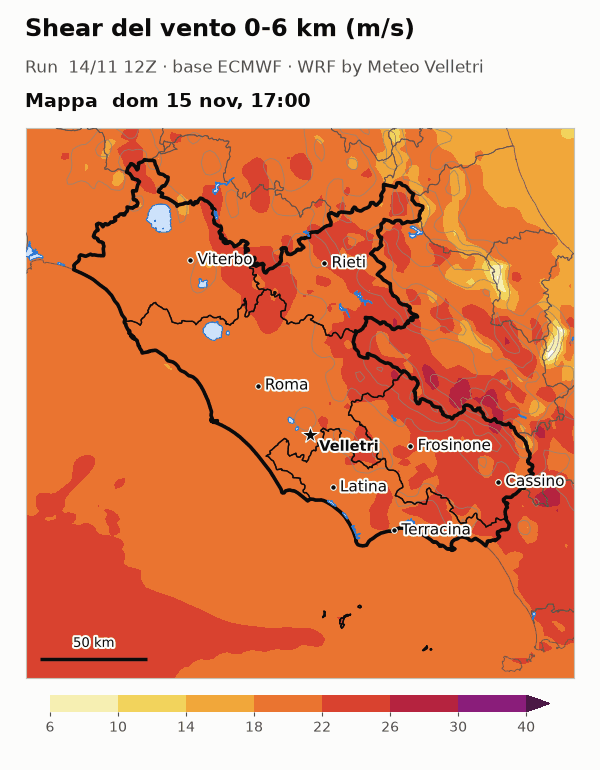 Shear del vento 0-6 km (m/s)
Run  14/11 12Z · base ECMWF · WRF by Meteo Velletri
Mappa  dom 15 nov, 17:00
Viterbo
Rieti
Roma
Velletri
Frosinone
Cassino
Latina
Terracina
50 km
6 10 14 18 22 26 30 40